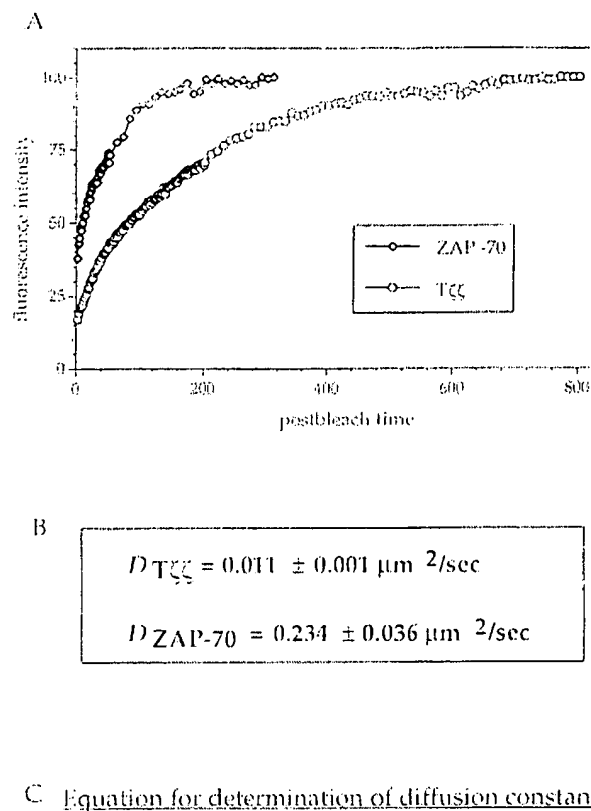 A
100
75
50
25
0
fluorescence intensity
0 200 400 600 800
postbleach time
ZAP-70
Tζζ
B
D Tζζ = 0.011 ± 0.001 μm 2/sec
D ZAP-70 = 0.234 ± 0.036 μm 2/sec
C Equation for determination of diffusion constan